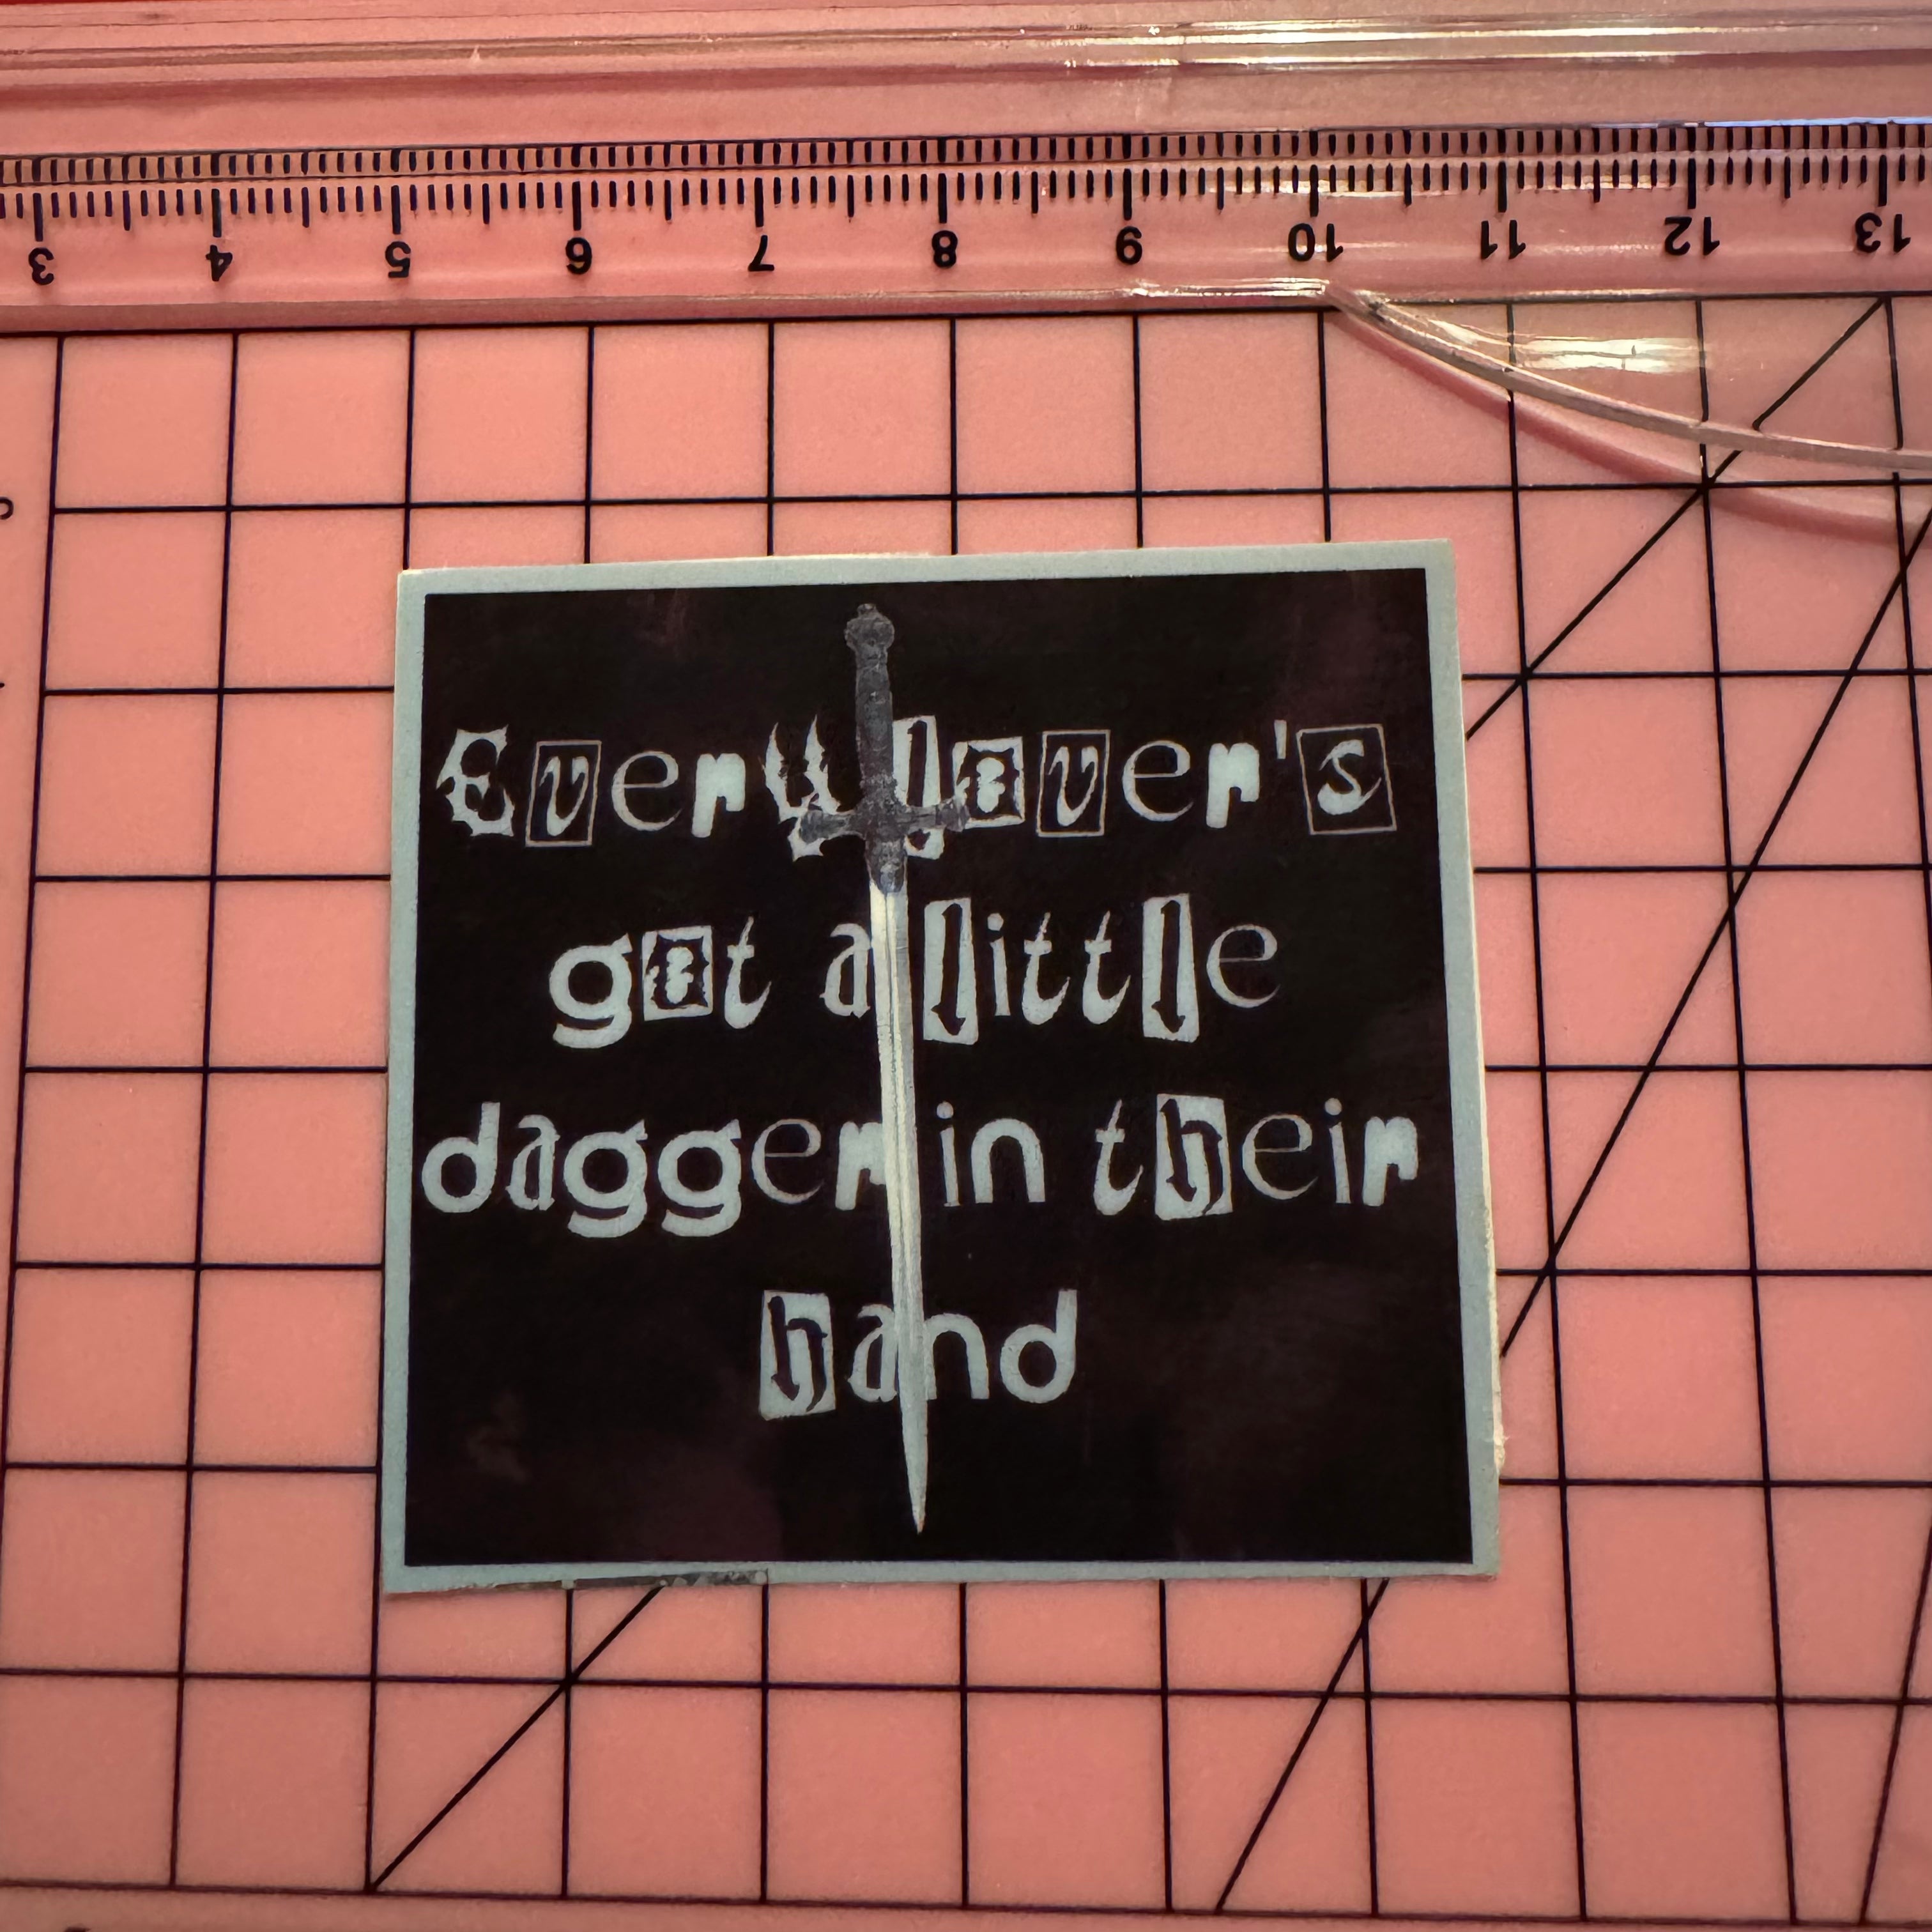 3 4 5 6 7 8 9 10 11 12 13
Every lover's
got a little
dagger in their
hand